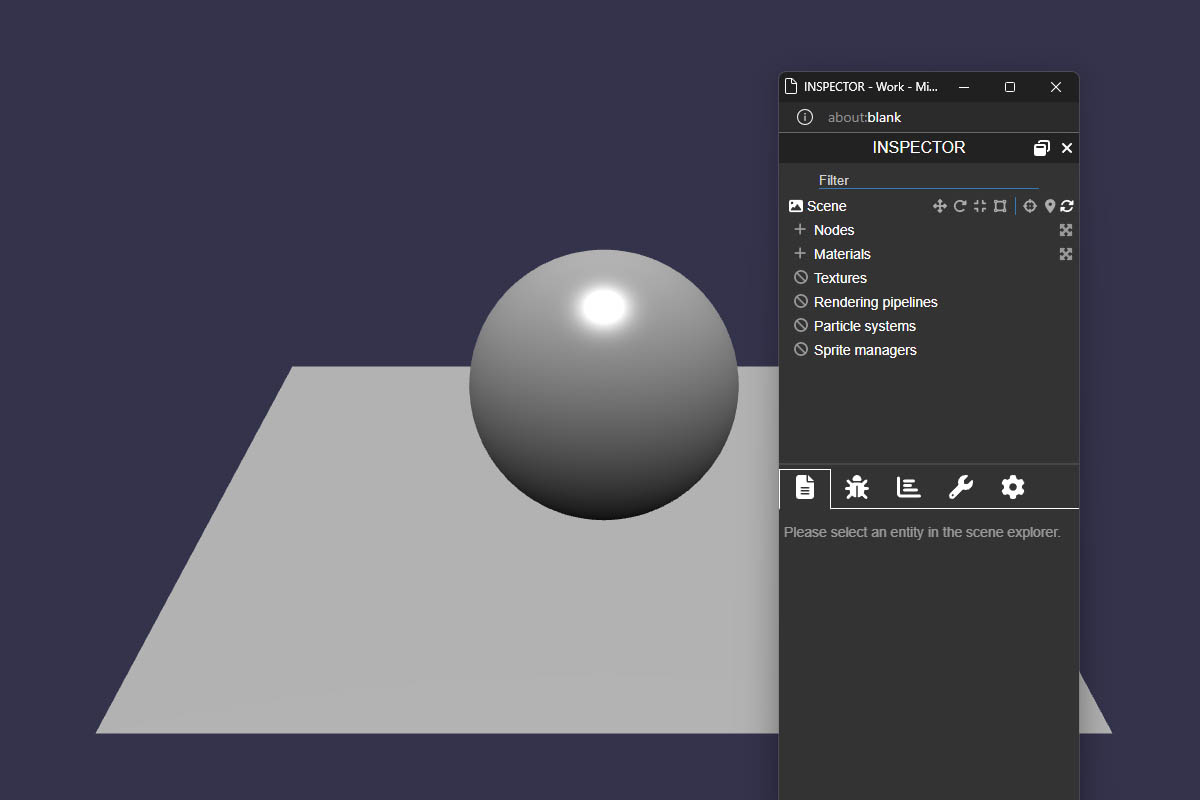 INSPECTOR - Work - Mi...
about:blank
INSPECTOR
Filter
Scene
Nodes
Materials
Textures
Rendering pipelines
Particle systems
Sprite managers
Please select an entity in the scene explorer.